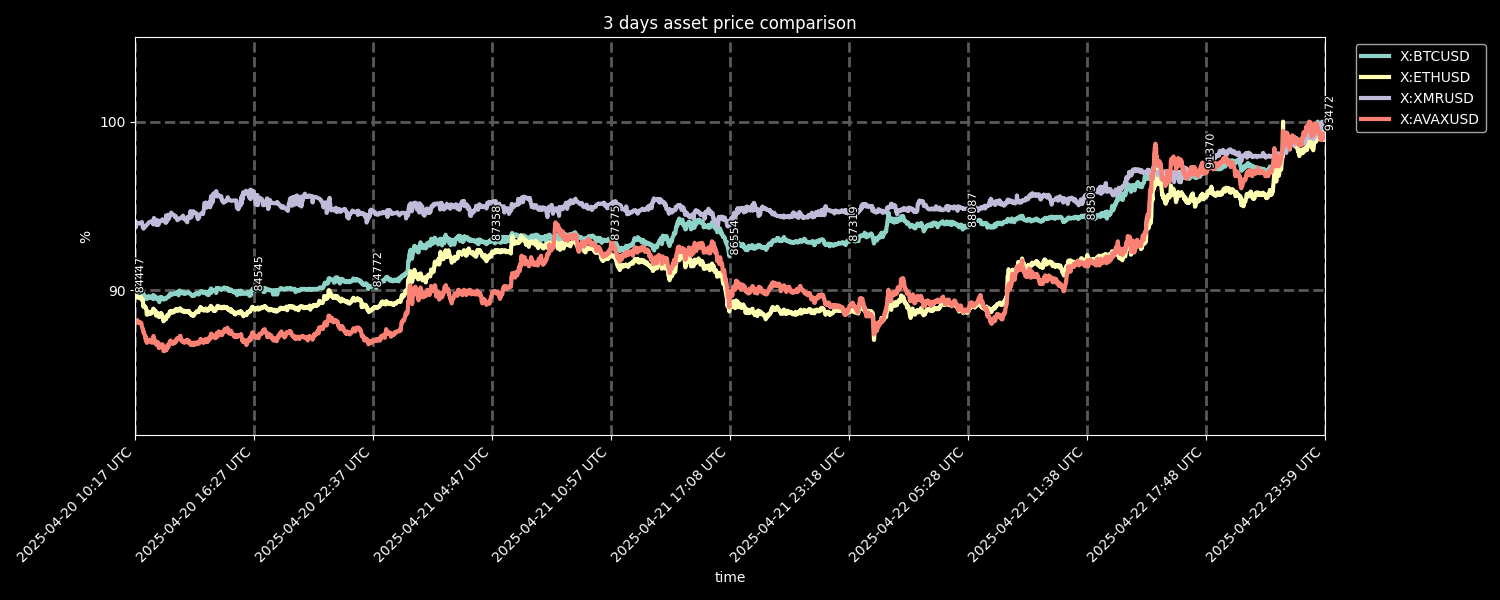 3 days asset price comparison
X:BTCUSD
X:ETHUSD
X:XMRUSD
X:AVAXUSD
100
90
%
84447
84545
84772
87358
87375
86554
87319
88087
88503
91370
93472
2025-04-20 10:17 UTC
2025-04-20 16:27 UTC
2025-04-20 22:37 UTC
2025-04-21 04:47 UTC
2025-04-21 10:57 UTC
2025-04-21 17:08 UTC
2025-04-21 23:18 UTC
2025-04-22 05:28 UTC
2025-04-22 11:38 UTC
2025-04-22 17:48 UTC
2025-04-22 23:59 UTC
time